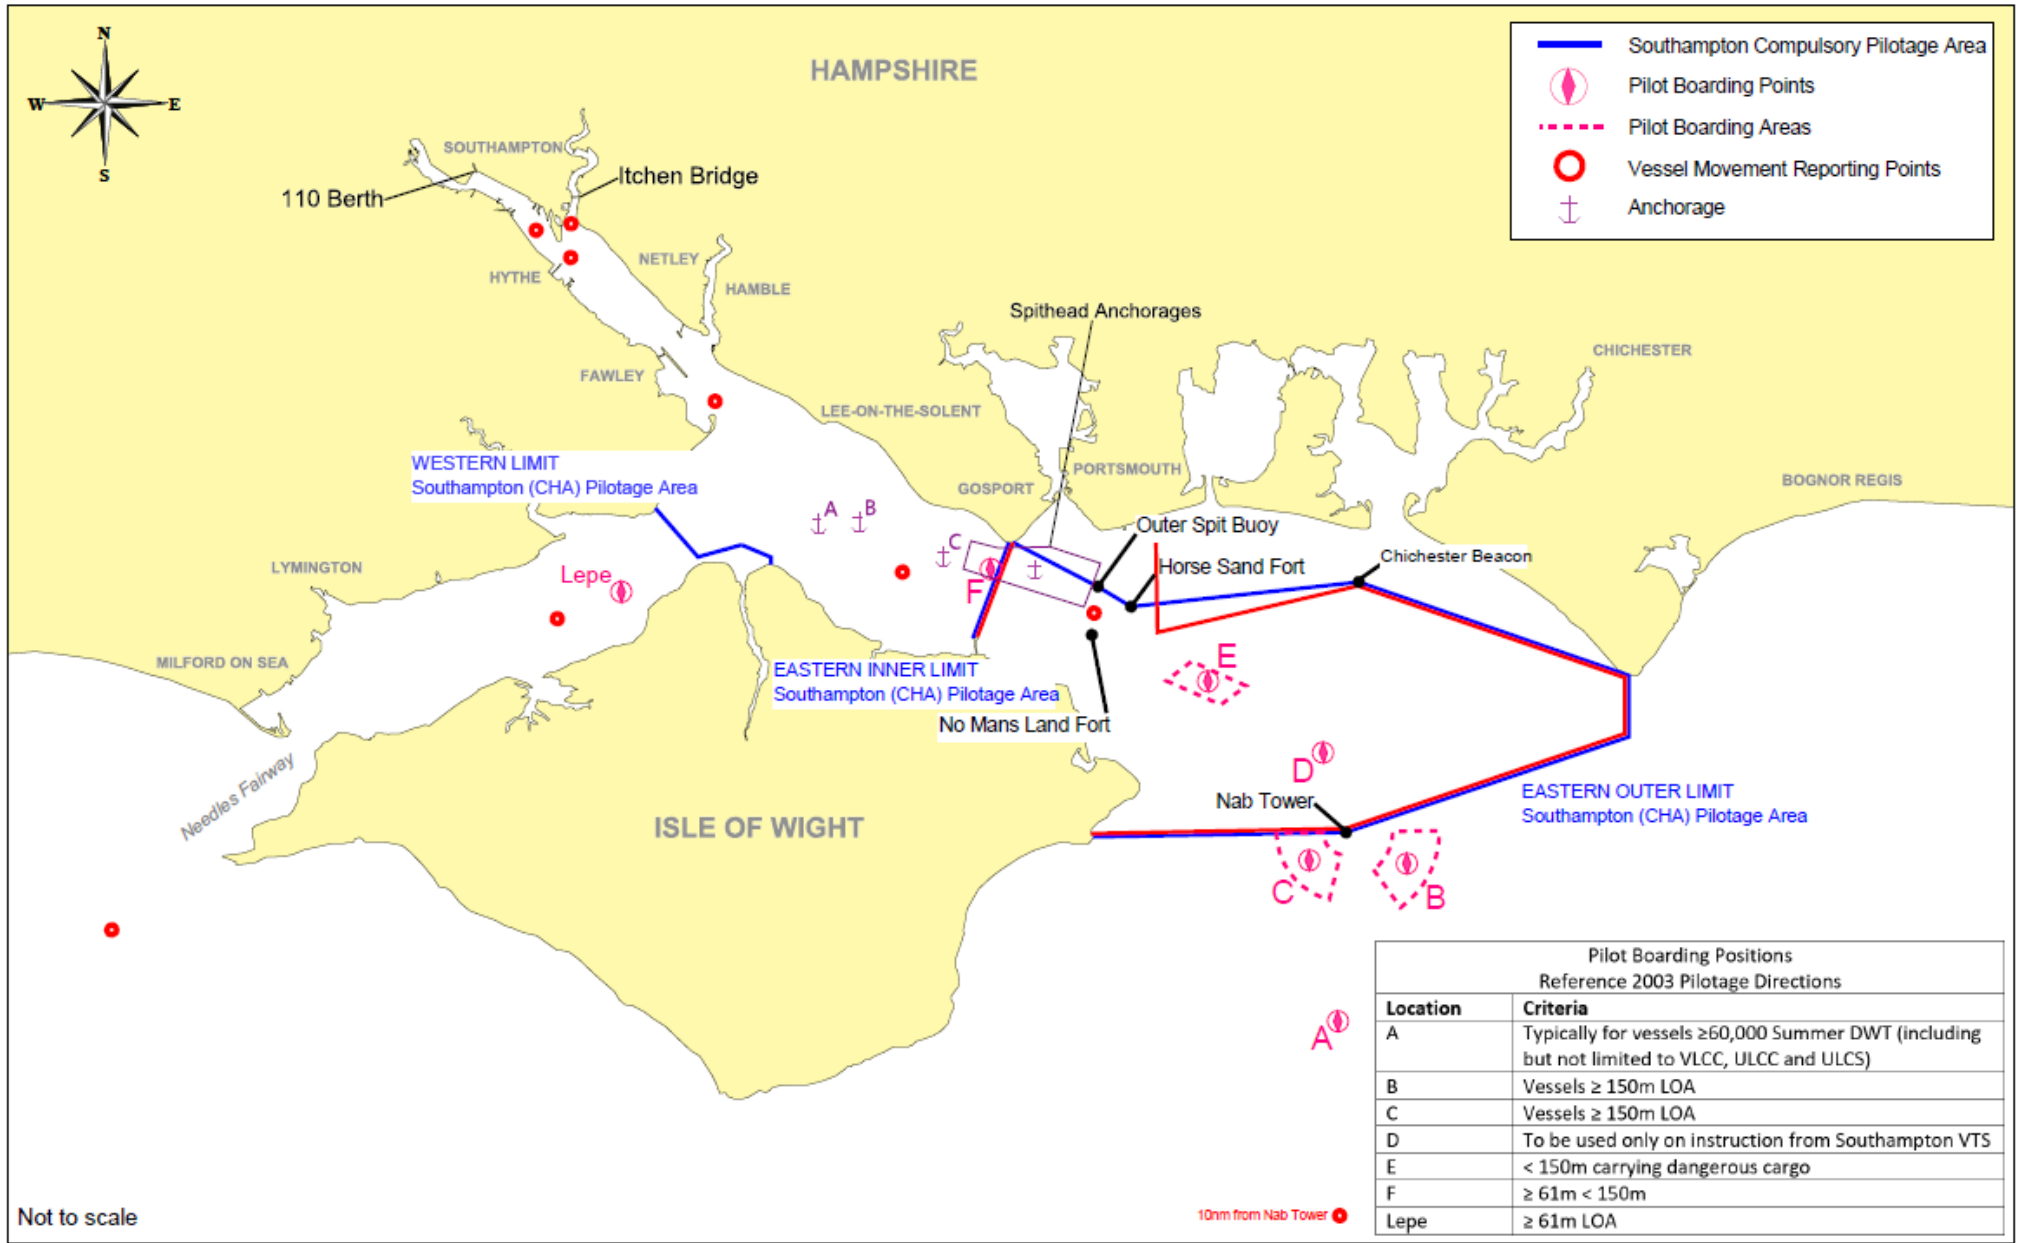 N
W E
S
HAMPSHIRE
Southampton Compulsory Pilotage Area
Pilot Boarding Points
Pilot Boarding Areas
Vessel Movement Reporting Points
Anchorage
SOUTHAMPTON
Itchen Bridge
110 Berth
HYTHE
NETLEY
HAMBLE
Spithead Anchorages
CHICHESTER
FAWLEY
LEE-ON-THE-SOLENT
WESTERN LIMIT
Southampton (CHA) Pilotage Area
PORTSMOUTH
GOSPORT
BOGNOR REGIS
A
B
C
Outer Spit Buoy
Horse Sand Fort
Chichester Beacon
LYMINGTON
Lepe
F
MILFORD ON SEA
EASTERN INNER LIMIT
Southampton (CHA) Pilotage Area
E
No Mans Land Fort
D
Needles Fairway
Nab Tower
EASTERN OUTER LIMIT
Southampton (CHA) Pilotage Area
ISLE OF WIGHT
C
B
A
Pilot Boarding Positions
Reference 2003 Pilotage Directions
Location Criteria
A Typically for vessels ≥60,000 Summer DWT (including
but not limited to VLCC, ULCC and ULCS)
B Vessels ≥ 150m LOA
C Vessels ≥ 150m LOA
D To be used only on instruction from Southampton VTS
E < 150m carrying dangerous cargo
F ≥ 61m < 150m
Lepe ≥ 61m LOA
Not to scale
10nm from Nab Tower